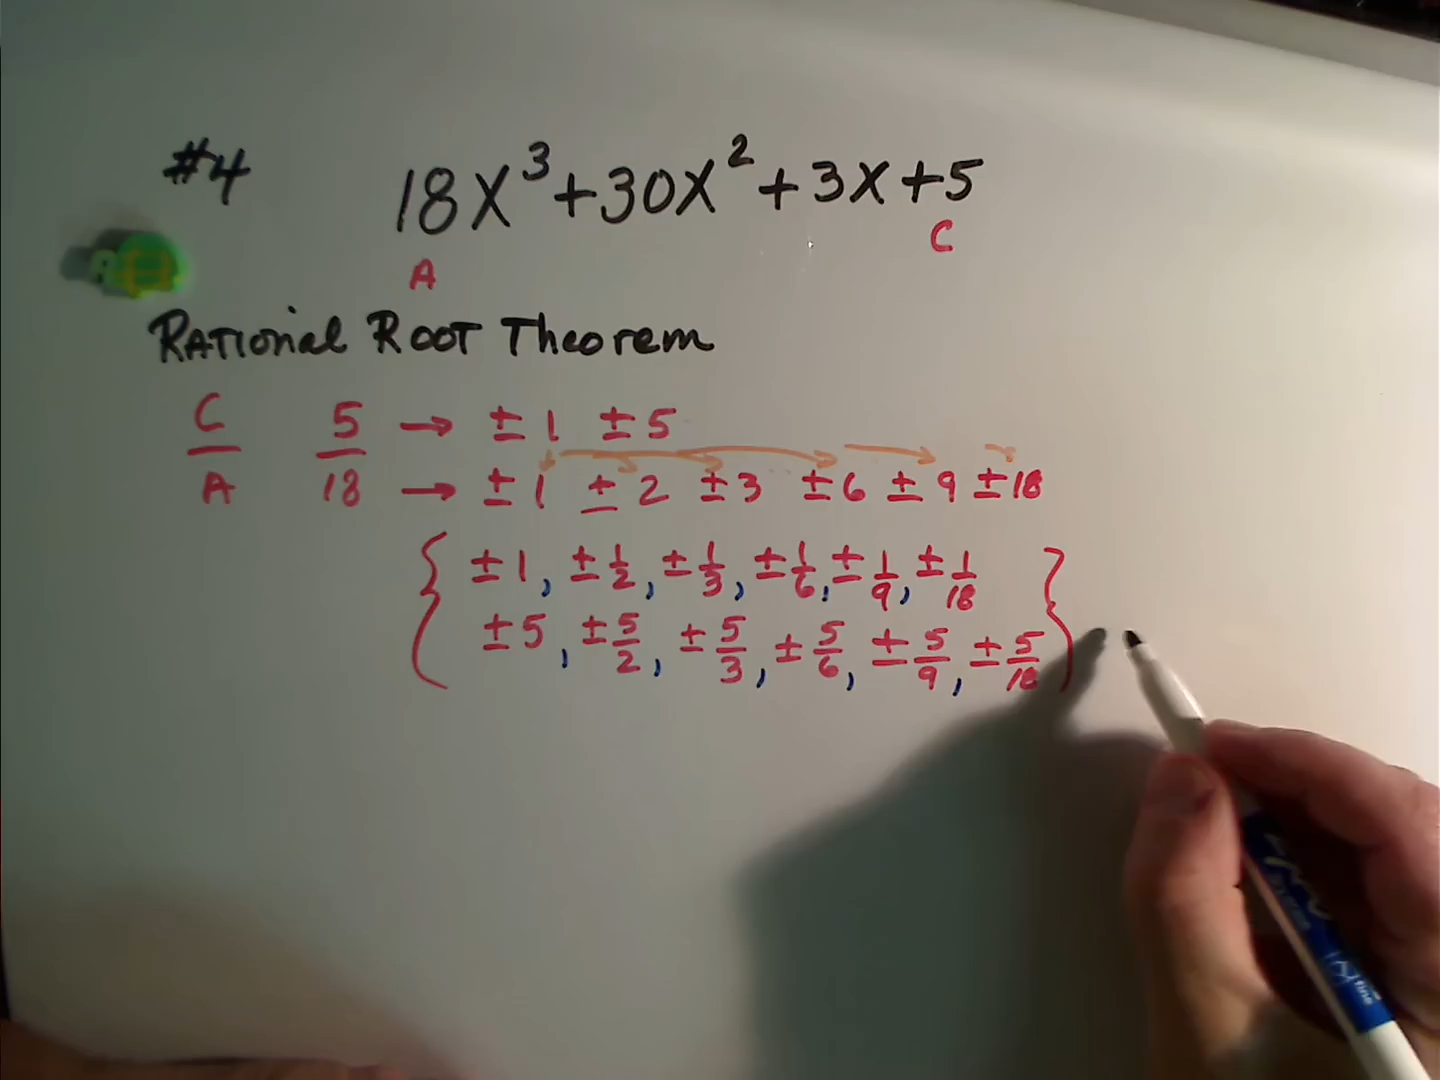 #4 18X³+30X²+3X+5
A C
RATional ROOT Theorem
C/A 5/18 → ±1 ±5
→ ±1 ±2 ±3 ±6 ±9 ±18
{ ±1, ±1/2, ±1/3, ±1/6, ±1/9, ±1/18
±5, ±5/2, ±5/3, ±5/6, ±5/9, ±5/18 }
fine